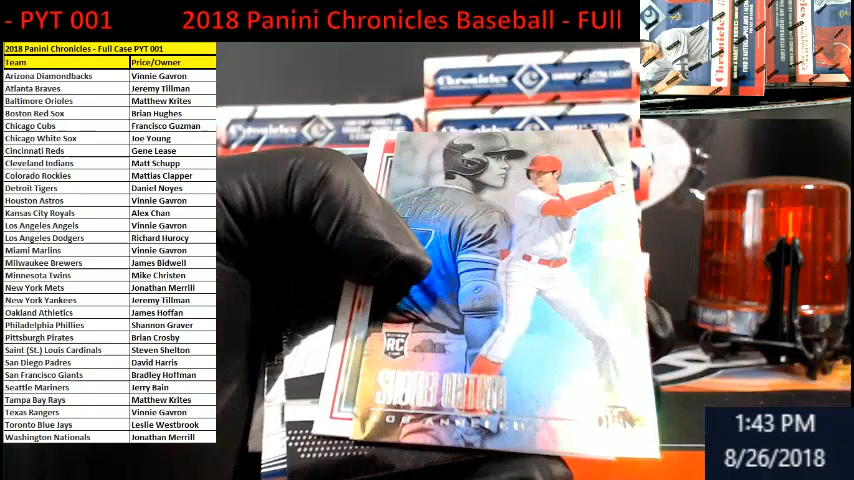 - PYT 001 2018 Panini Chronicles Baseball - FUll
2018 Panini Chronicles - Full Case PYT 001
Team Price/Owner
Arizona Diamondbacks Vinnie Gavron
Atlanta Braves Jeremy Tillman
Baltimore Orioles Matthew Krites
Boston Red Sox Brian Hughes
Chicago Cubs Francisco Guzman
Chicago White Sox Joe Young
Cincinnati Reds Gene Lease
Cleveland Indians Matt Schupp
Colorado Rockies Mattias Clapper
Detroit Tigers Daniel Noyes
Houston Astros Vinnie Gavron
Kansas City Royals Alex Chan
Los Angeles Angels Vinnie Gavron
Los Angeles Dodgers Richard Hurocy
Miami Marlins Vinnie Gavron
Milwaukee Brewers James Bidwell
Minnesota Twins Mike Christen
New York Mets Jonathan Merrill
New York Yankees Jeremy Tillman
Oakland Athletics James Hoffan
Philadelphia Phillies Shannon Graver
Pittsburgh Pirates Brian Crosby
Saint (St.) Louis Cardinals Steven Shelton
San Diego Padres David Harris
San Francisco Giants Bradley Hoffman
Seattle Mariners Jerry Bain
Tampa Bay Rays Matthew Krites
Texas Rangers Vinnie Gavron
Toronto Blue Jays Leslie Westbrook
Washington Nationals Jonathan Merrill
Chronicles
Chronicles
RC
SHOHEI OHTANI
LOS ANGELES
1:43 PM
8/26/2018